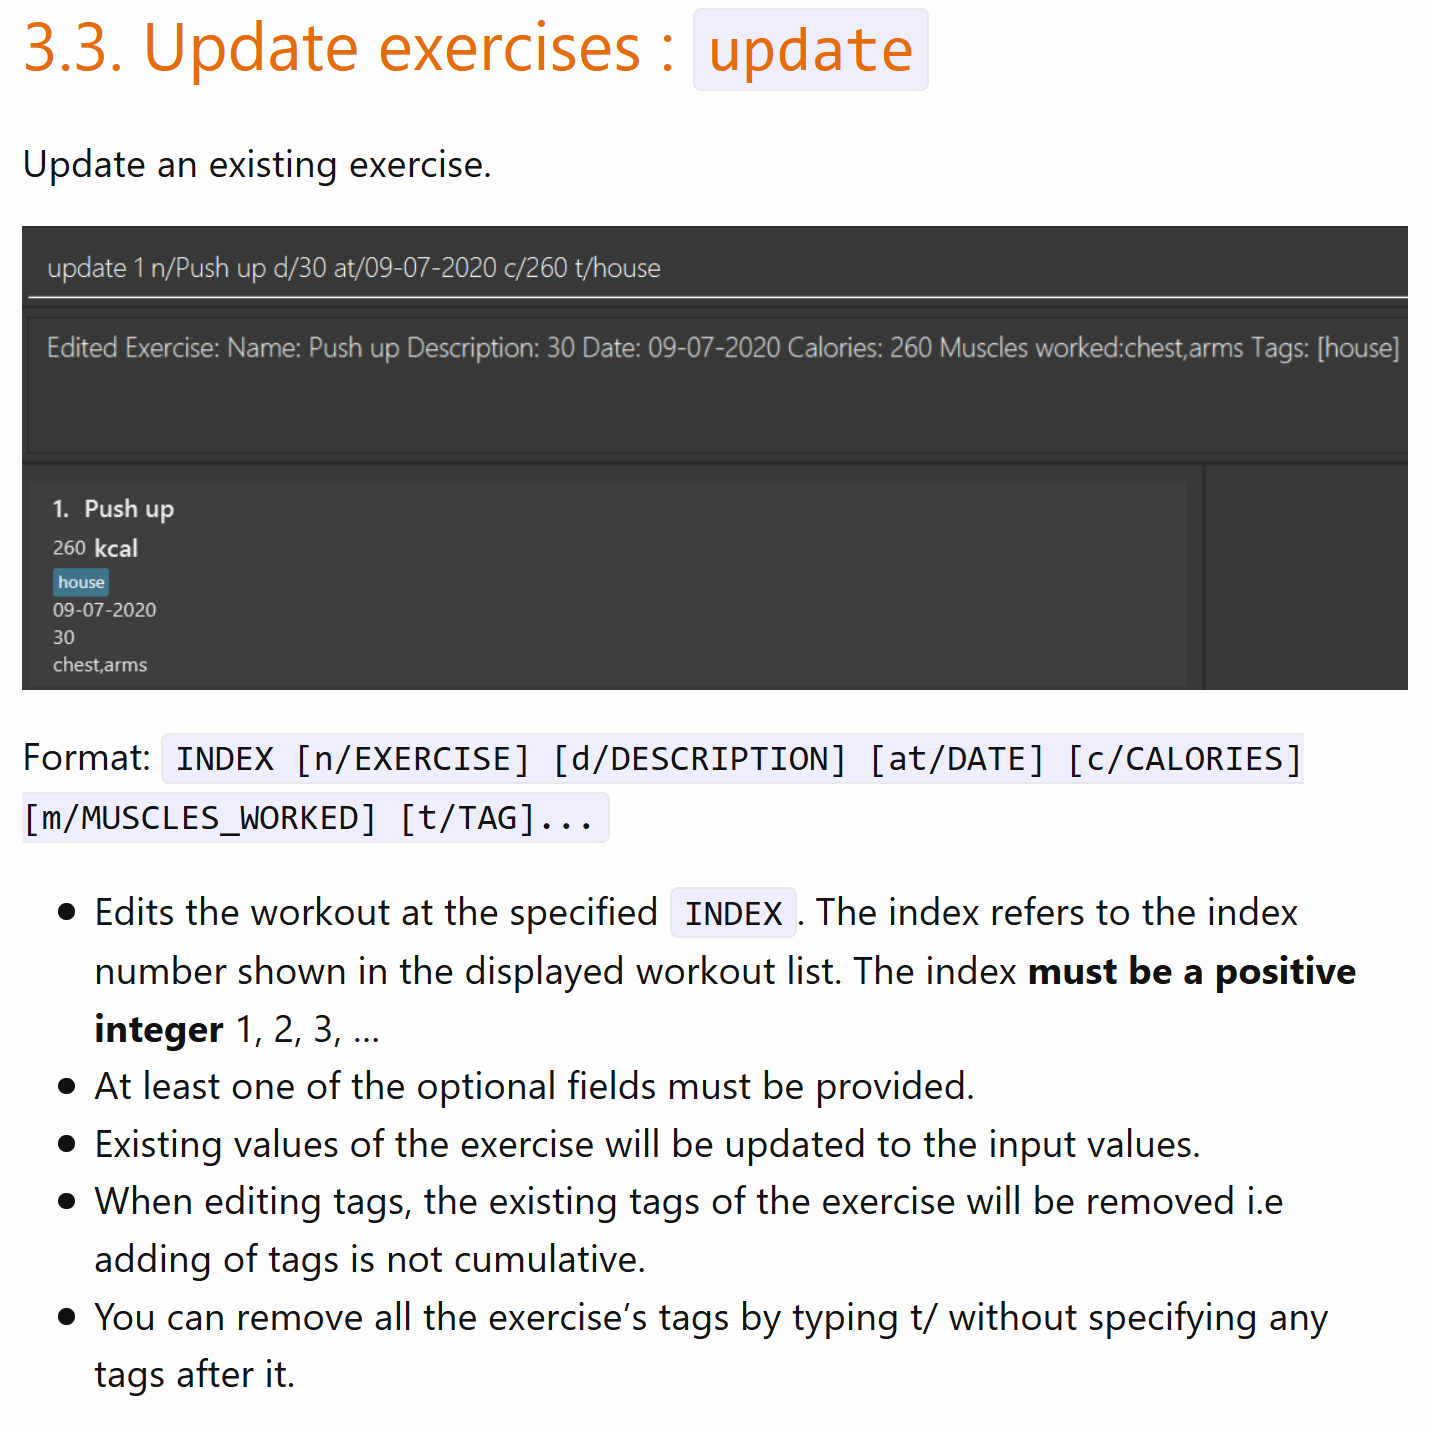 3.3. Update exercises : update
Update an existing exercise.
update 1 n/Push up d/30 at/09-07-2020 c/260 t/house
Edited Exercise: Name: Push up Description: 30 Date: 09-07-2020 Calories: 260 Muscles worked:chest,arms Tags: [house]
1. Push up
260 kcal
house
09-07-2020
30
chest,arms
Format: INDEX [n/EXERCISE] [d/DESCRIPTION] [at/DATE] [c/CALORIES]
[m/MUSCLES_WORKED] [t/TAG]...
• Edits the workout at the specified INDEX. The index refers to the index
number shown in the displayed workout list. The index must be a positive
integer 1, 2, 3, …
• At least one of the optional fields must be provided.
• Existing values of the exercise will be updated to the input values.
• When editing tags, the existing tags of the exercise will be removed i.e
adding of tags is not cumulative.
• You can remove all the exercise’s tags by typing t/ without specifying any
tags after it.